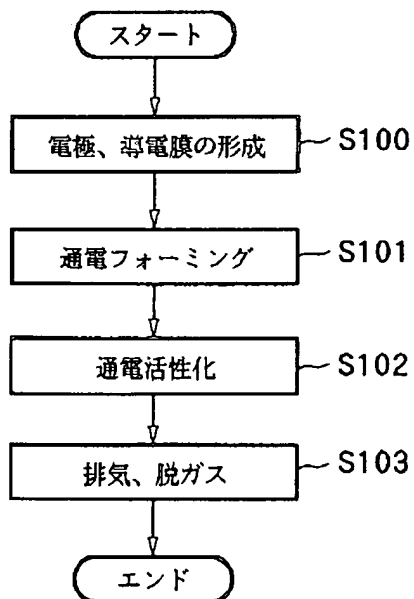 スタート
電極、導電膜の形成 S100
通電フォーミング S101
通電活性化 S102
排気、脱ガス S103
エンド